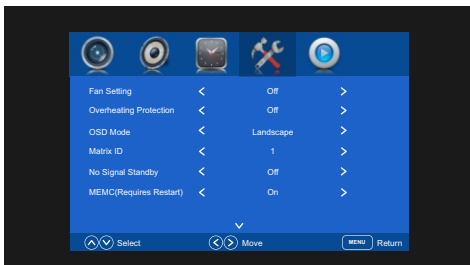 Fan Setting Off
Overheating Protection Off
OSD Mode Landscape
Matrix ID 1
No Signal Standby Off
MEMC(Requires Restart) On
Select Move MENU Return